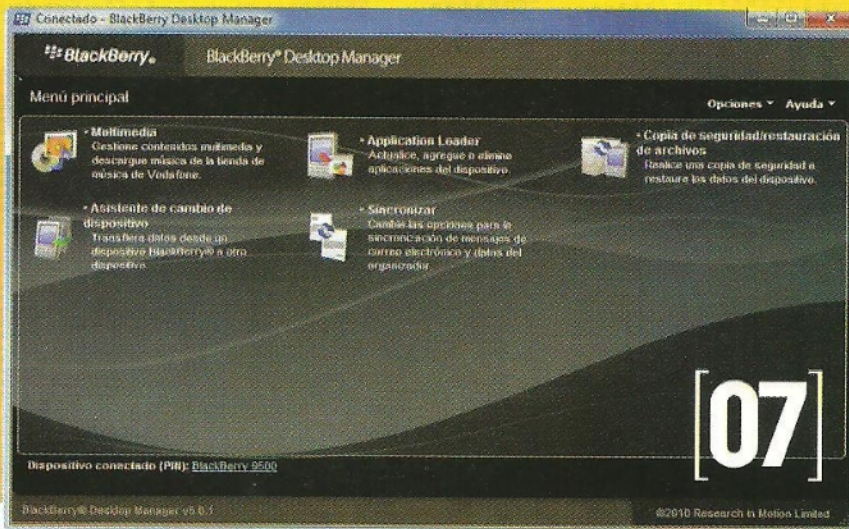 Conectado - BlackBerry Desktop Manager
BlackBerry®
BlackBerry® Desktop Manager
Menú principal
Opciones
Ayuda
• Multimedia
Gestione contenidos multimedia y
descargue música de la tienda de
música de Vodafone.
• Application Loader
Actualice, agregue o elimine
aplicaciones del dispositivo.
• Copia de seguridad/restauración
de archivos
Realice una copia de seguridad o
restaure los datos del dispositivo.
• Asistente de cambio de
dispositivo
Transfiera datos desde un
dispositivo BlackBerry® a otro
dispositivo.
• Sincronizar
Cambie las opciones para la
sincronización de mensajes de
correo electrónico y datos del
organizador.
[07]
Dispositivo conectado (PIN): BlackBerry 9500
BlackBerry® Desktop Manager v5.0.1
©2010 Research In Motion Limited